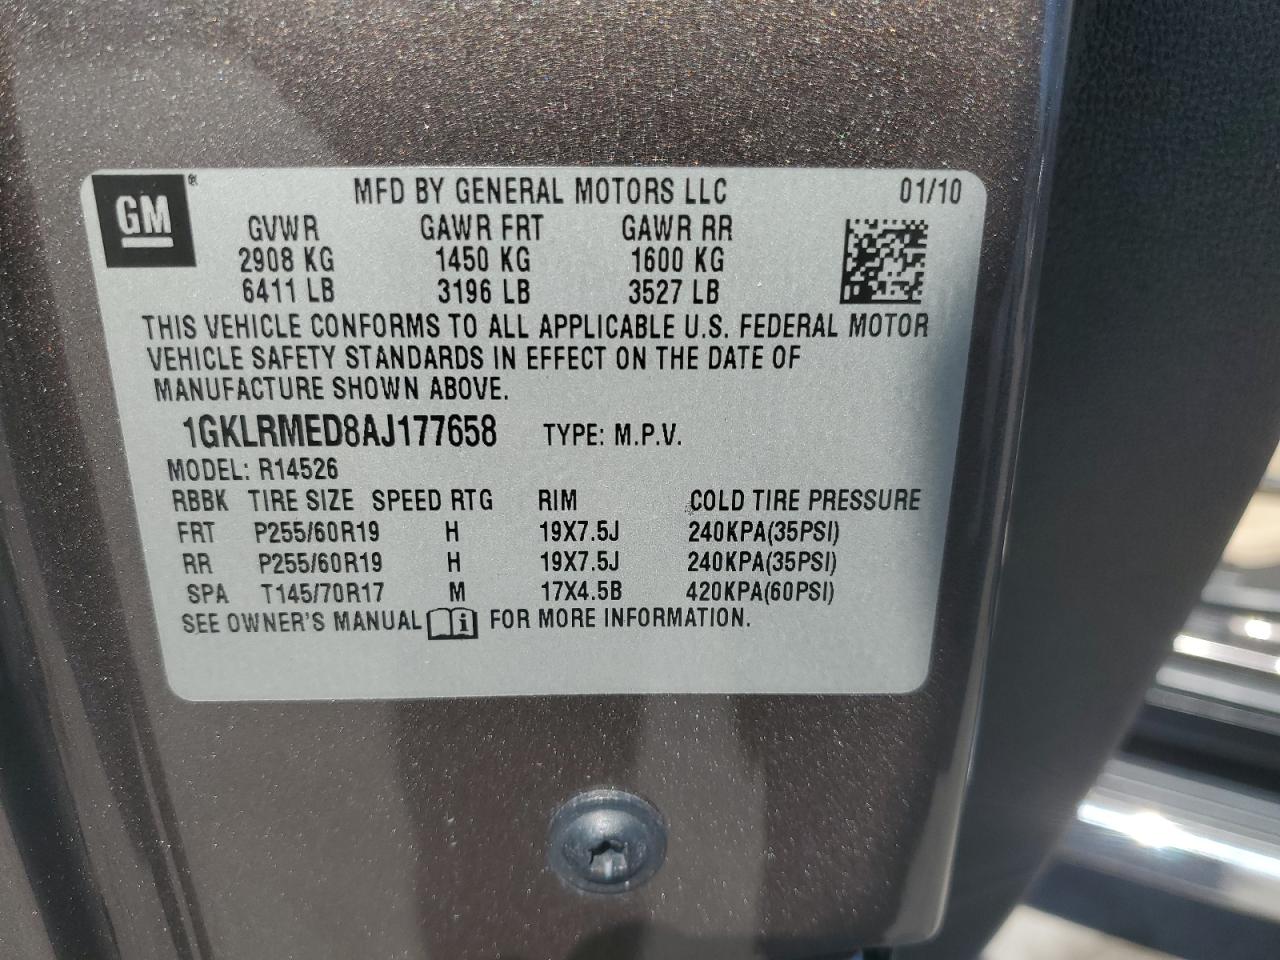 GM® MFD BY GENERAL MOTORS LLC 01/10
GVWR GAWR FRT GAWR RR
2908 KG 1450 KG 1600 KG
6411 LB 3196 LB 3527 LB
THIS VEHICLE CONFORMS TO ALL APPLICABLE U.S. FEDERAL MOTOR
VEHICLE SAFETY STANDARDS IN EFFECT ON THE DATE OF
MANUFACTURE SHOWN ABOVE.
1GKLRMED8AJ177658 TYPE: M.P.V.
MODEL: R14526
RBBK TIRE SIZE SPEED RTG RIM COLD TIRE PRESSURE
FRT P255/60R19 H 19X7.5J 240KPA(35PSI)
RR P255/60R19 H 19X7.5J 240KPA(35PSI)
SPA T145/70R17 M 17X4.5B 420KPA(60PSI)
SEE OWNER'S MANUAL i FOR MORE INFORMATION.